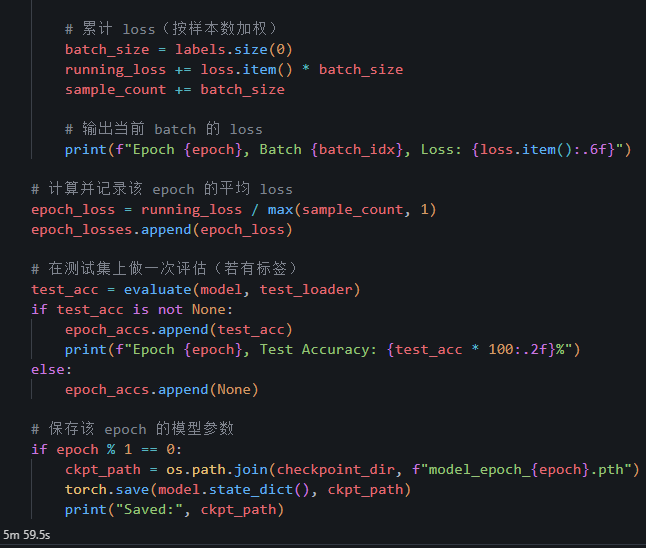 # 累计 loss（按样本数加权）
batch_size = labels.size(0)
running_loss += loss.item() * batch_size
sample_count += batch_size
# 输出当前 batch 的 loss
print(f"Epoch {epoch}, Batch {batch_idx}, Loss: {loss.item():.6f}")
# 计算并记录该 epoch 的平均 loss
epoch_loss = running_loss / max(sample_count, 1)
epoch_losses.append(epoch_loss)
# 在测试集上做一次评估（若有标签）
test_acc = evaluate(model, test_loader)
if test_acc is not None:
epoch_accs.append(test_acc)
print(f"Epoch {epoch}, Test Accuracy: {test_acc * 100:.2f}%")
else:
epoch_accs.append(None)
# 保存该 epoch 的模型参数
if epoch % 1 == 0:
ckpt_path = os.path.join(checkpoint_dir, f"model_epoch_{epoch}.pth")
torch.save(model.state_dict(), ckpt_path)
print("Saved:", ckpt_path)
5m 59.5s